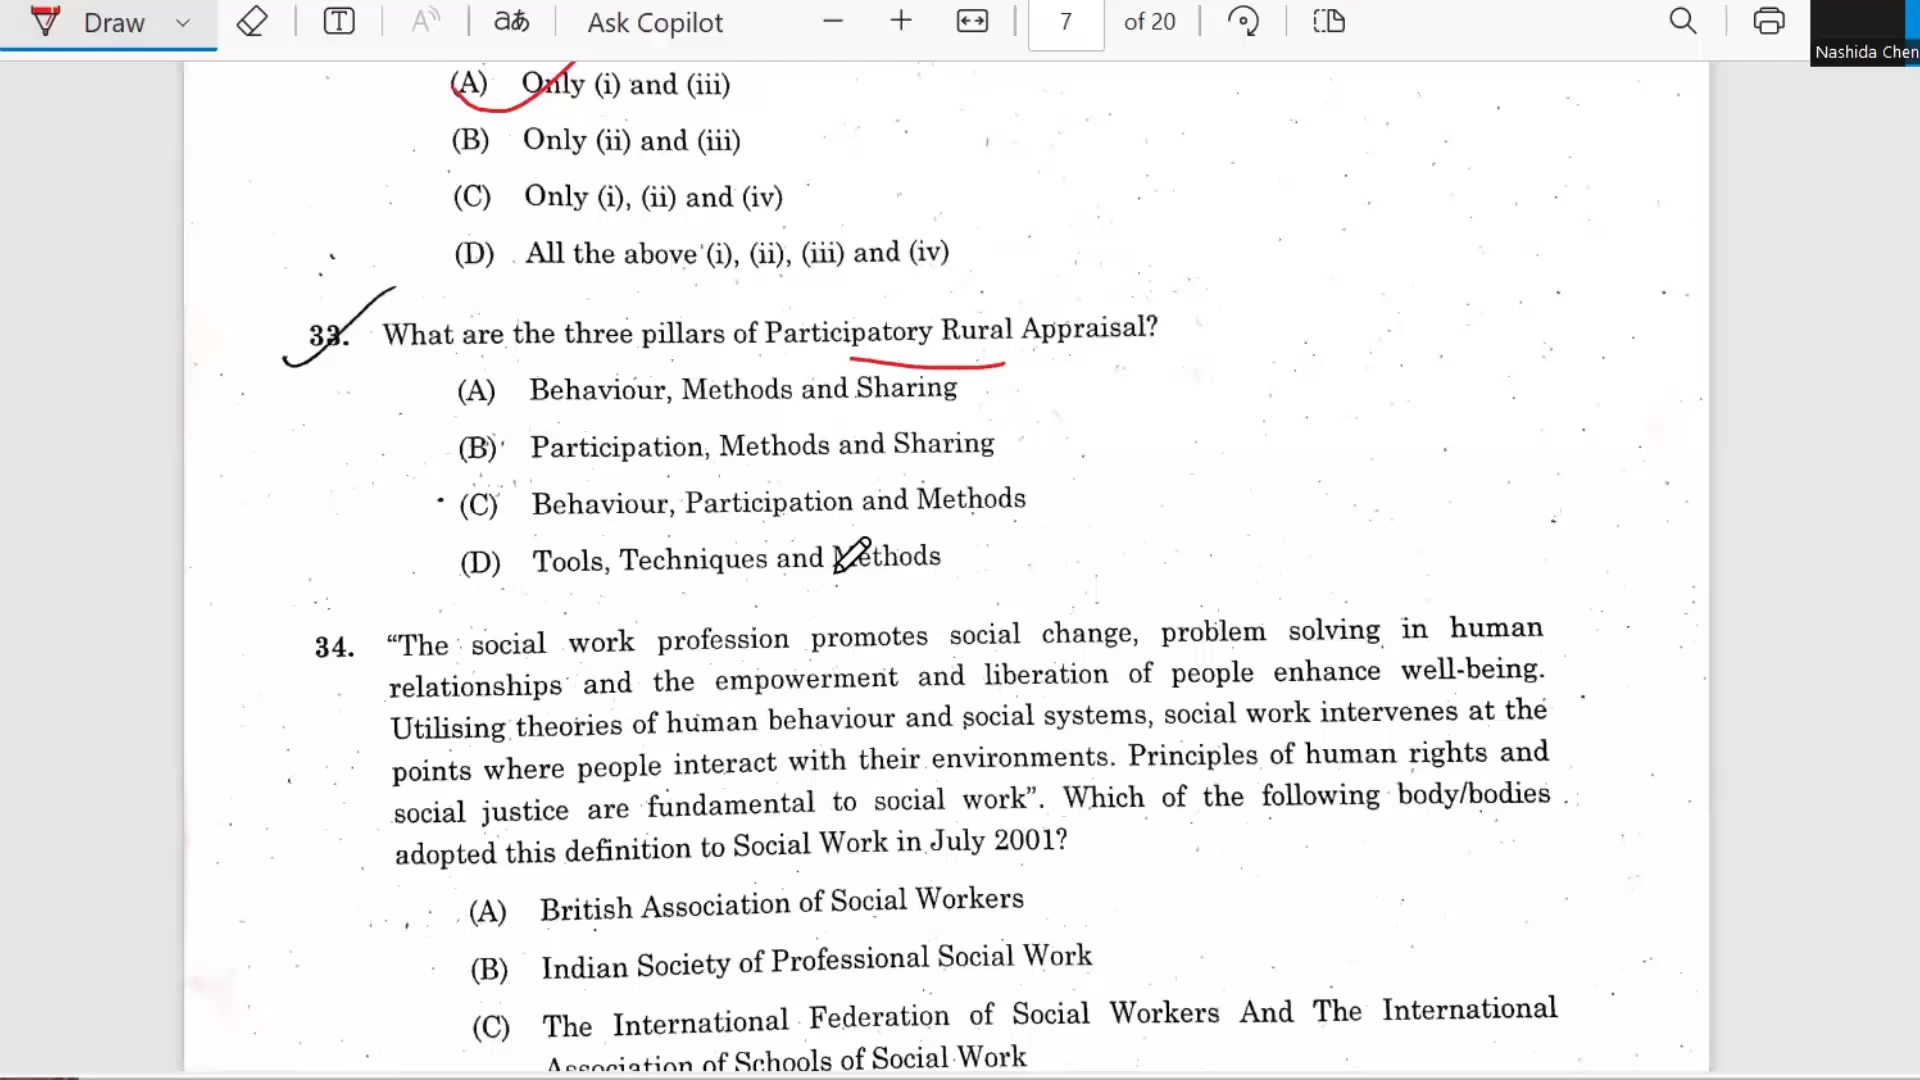 Draw
T
A
aあ
Ask Copilot
7
of 20
Nashida Chen
(A) Only (i) and (iii)
(B) Only (ii) and (iii)
(C) Only (i), (ii) and (iv)
(D) All the above (i), (ii), (iii) and (iv)
33. What are the three pillars of Participatory Rural Appraisal?
(A) Behaviour, Methods and Sharing
(B) Participation, Methods and Sharing
(C) Behaviour, Participation and Methods
(D) Tools, Techniques and Methods
34. “The social work profession promotes social change, problem solving in human
relationships and the empowerment and liberation of people enhance well-being.
Utilising theories of human behaviour and social systems, social work intervenes at the
points where people interact with their environments. Principles of human rights and
social justice are fundamental to social work”. Which of the following body/bodies
adopted this definition to Social Work in July 2001?
(A) British Association of Social Workers
(B) Indian Society of Professional Social Work
(C) The International Federation of Social Workers And The International
Association of Schools of Social Work